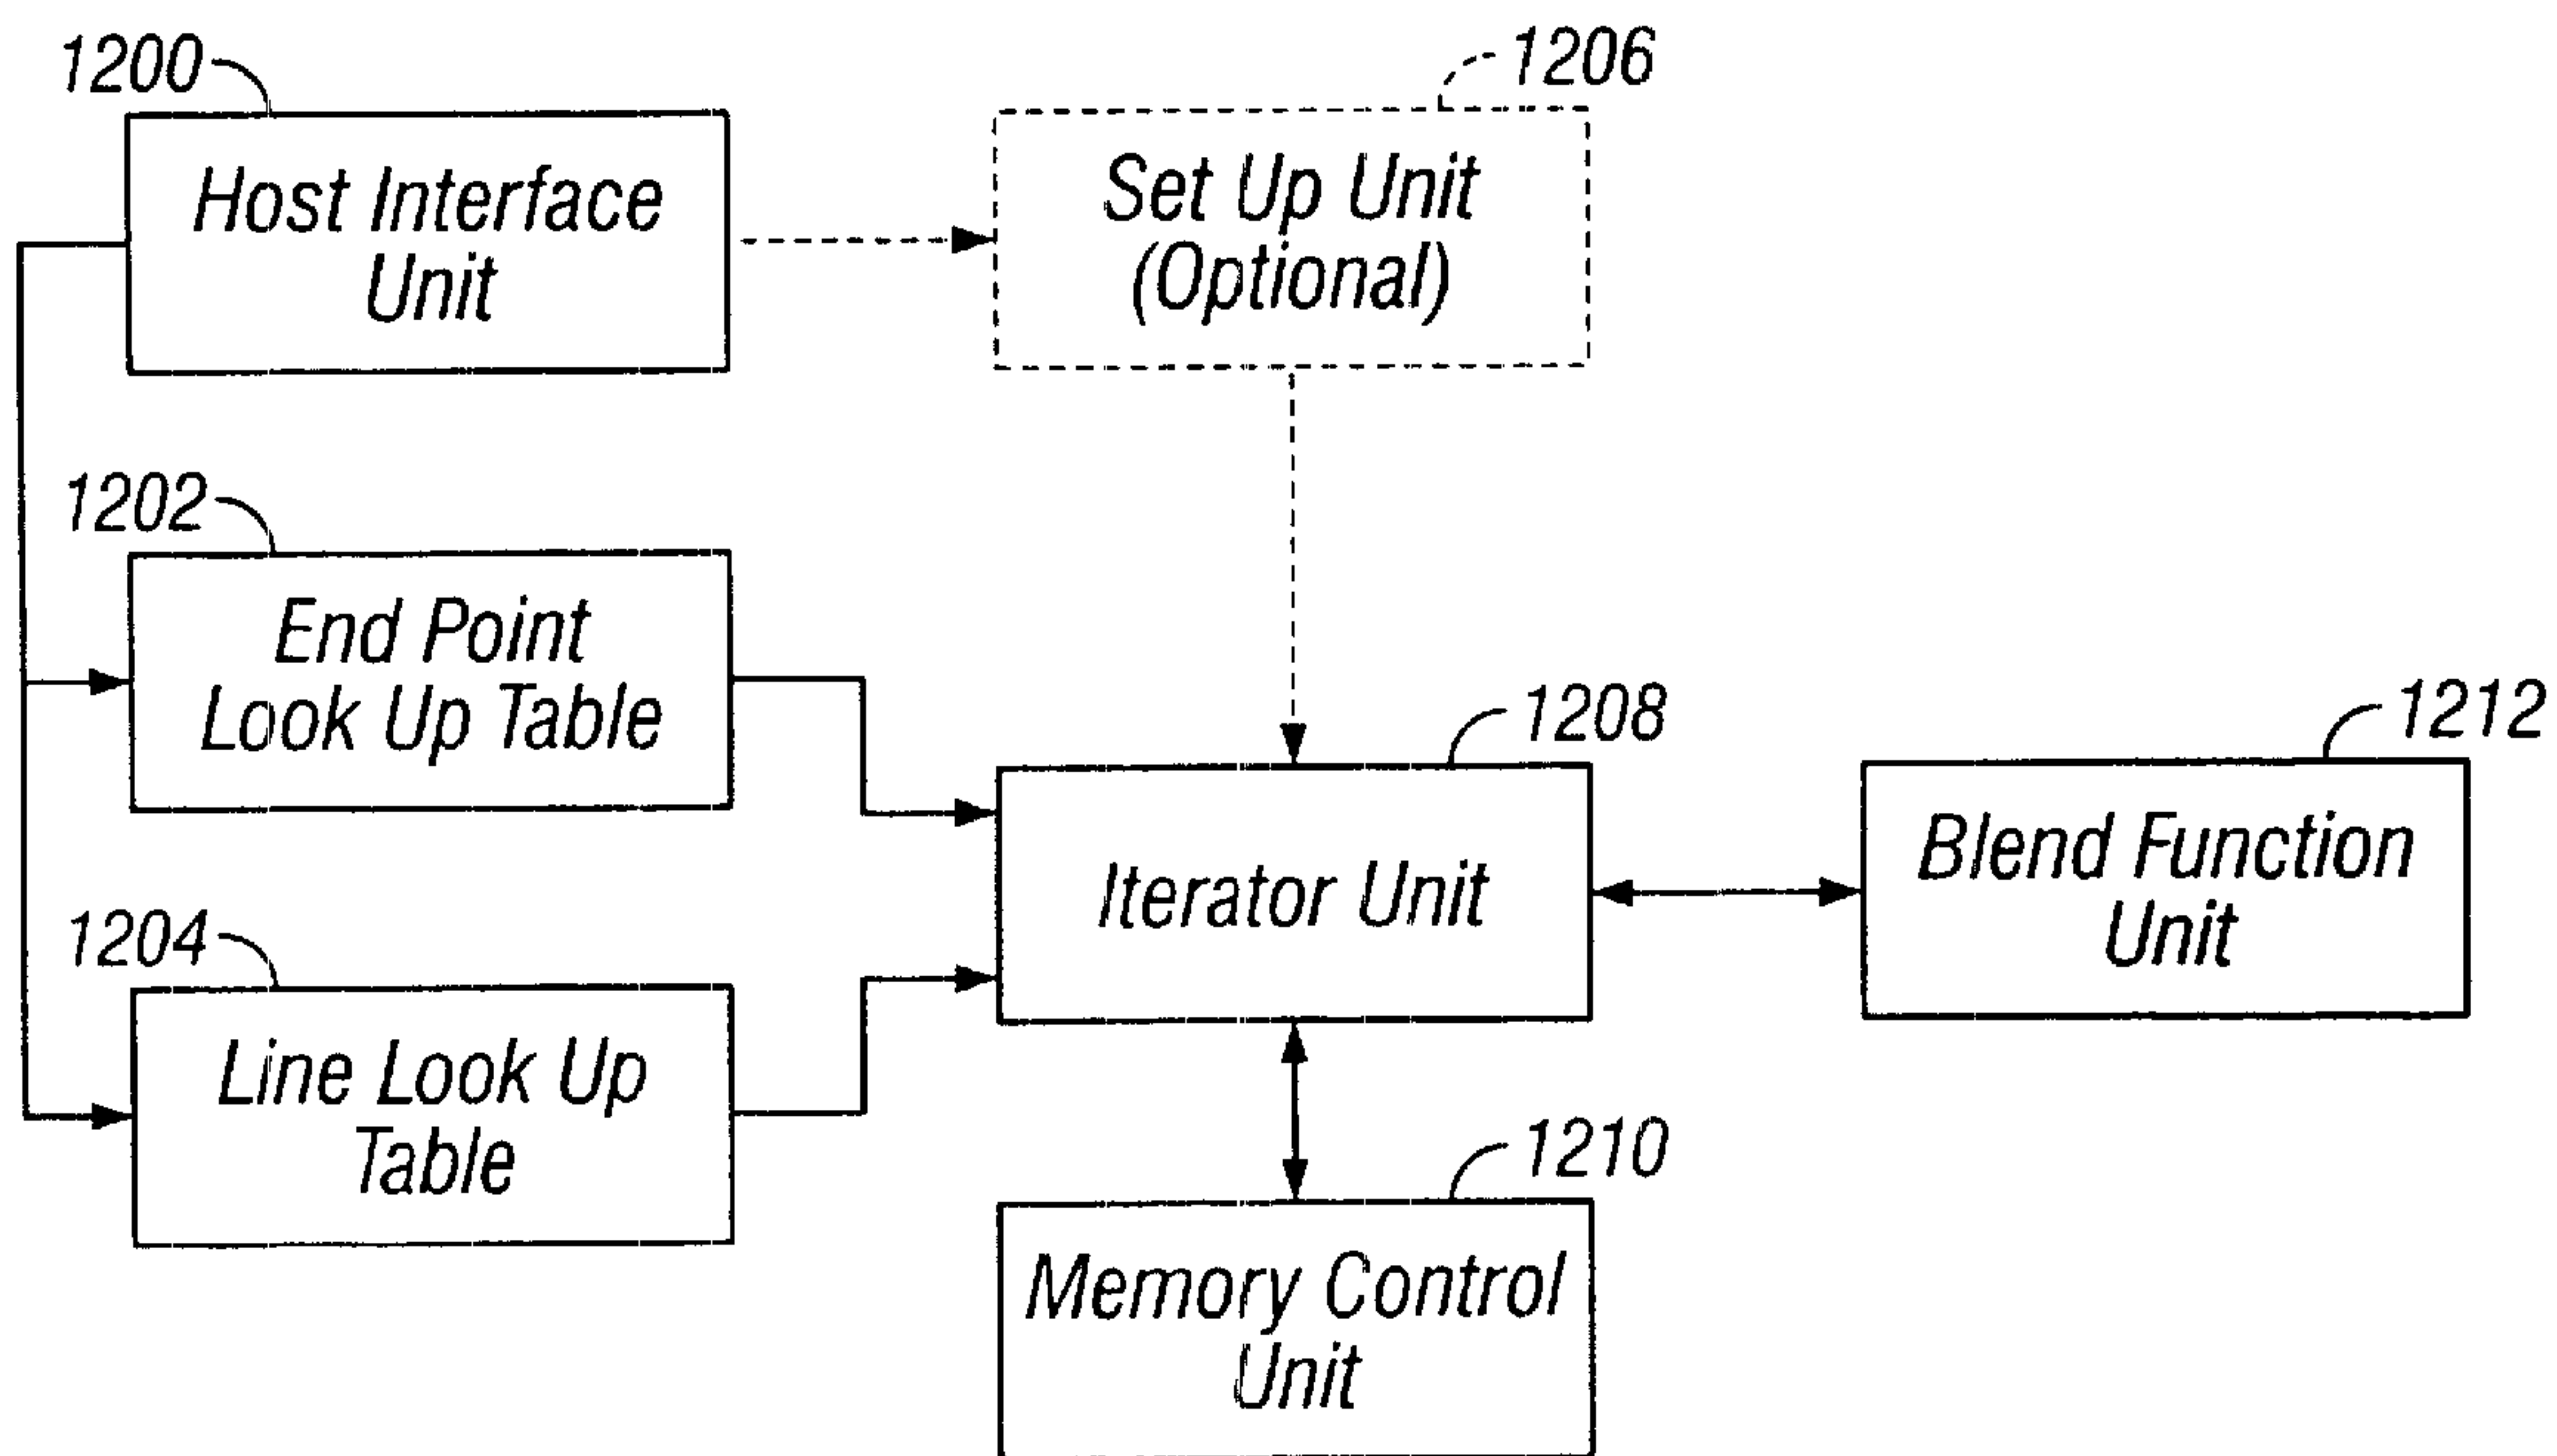 1200
Host Interface
Unit
1206
Set Up Unit
(Optional)
1202
End Point
Look Up Table
1204
Line Look Up
Table
1208
Iterator Unit
1212
Blend Function
Unit
1210
Memory Control
Unit